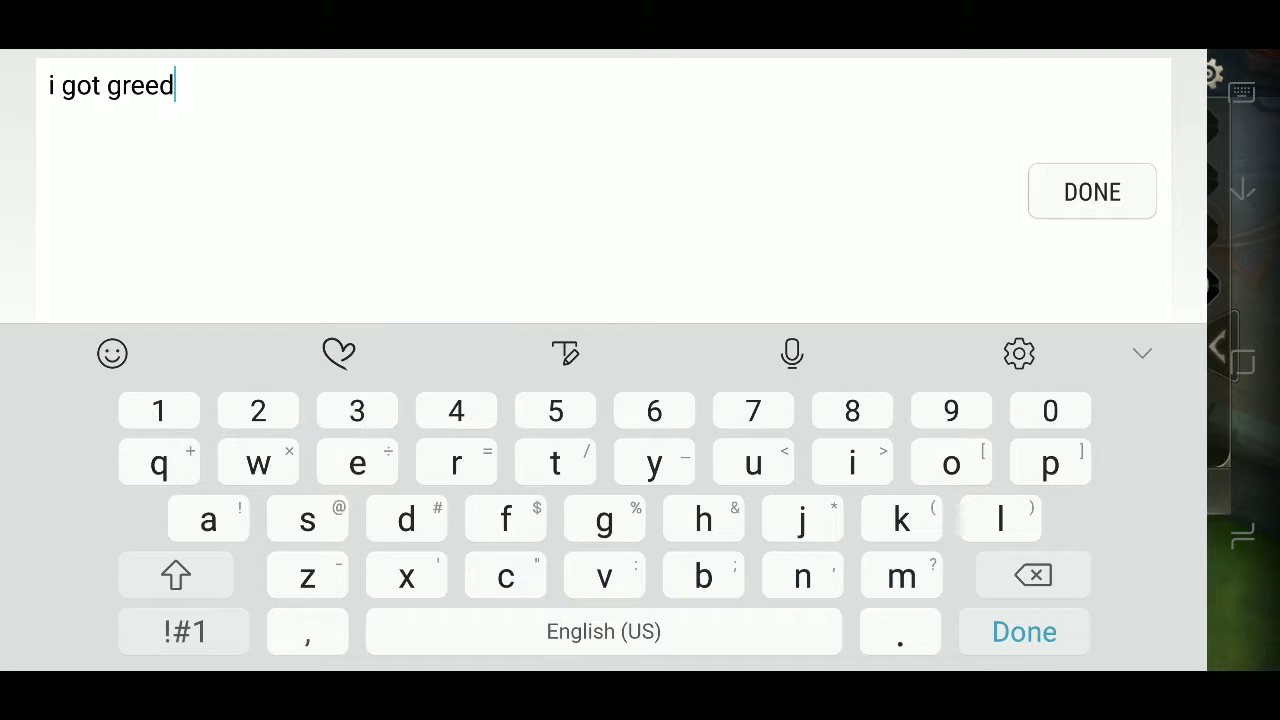 i got greed
DONE
1 2 3 4 5 6 7 8 9 0
q + w × e ÷ r = t / y _ u < i > o [ p ]
a ! s @ d # f $ g % h & j * k ( l )
z - x ' c " v : b ; n , m ?
!#1 , English (US) . Done